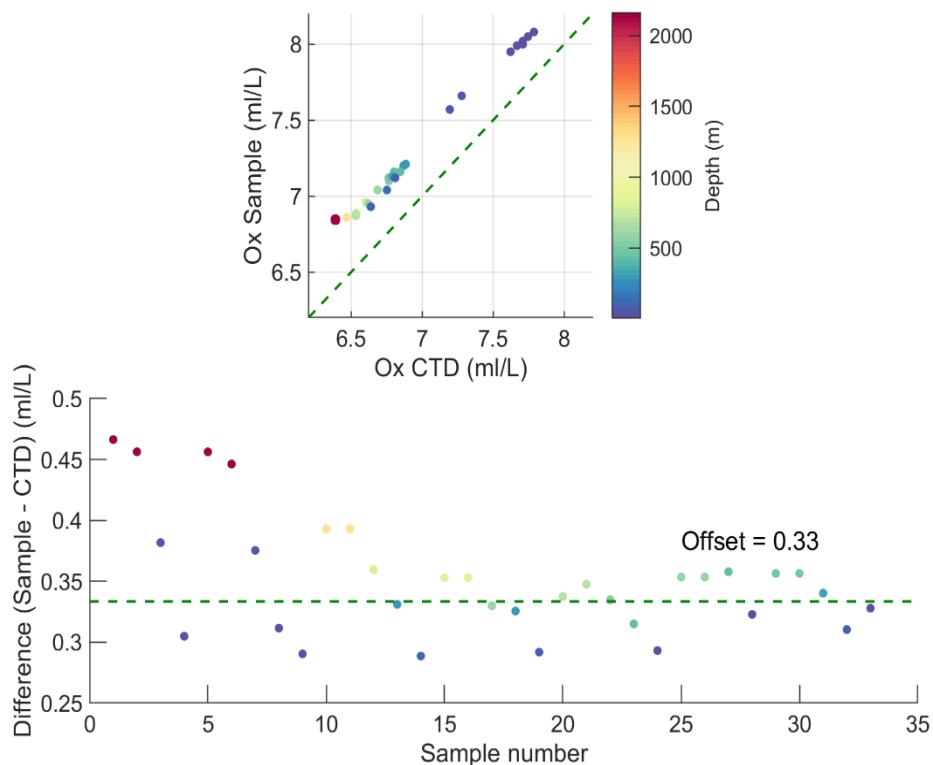 Ox Sample (ml/L)
8
7.5
7
6.5
6.5 7 7.5 8
Ox CTD (ml/L)
2000
1500
1000
500
Depth (m)
Difference (Sample - CTD) (ml/L)
0.5
0.45
0.4
0.35
0.3
0.25
Offset = 0.33
0 5 10 15 20 25 30 35
Sample number